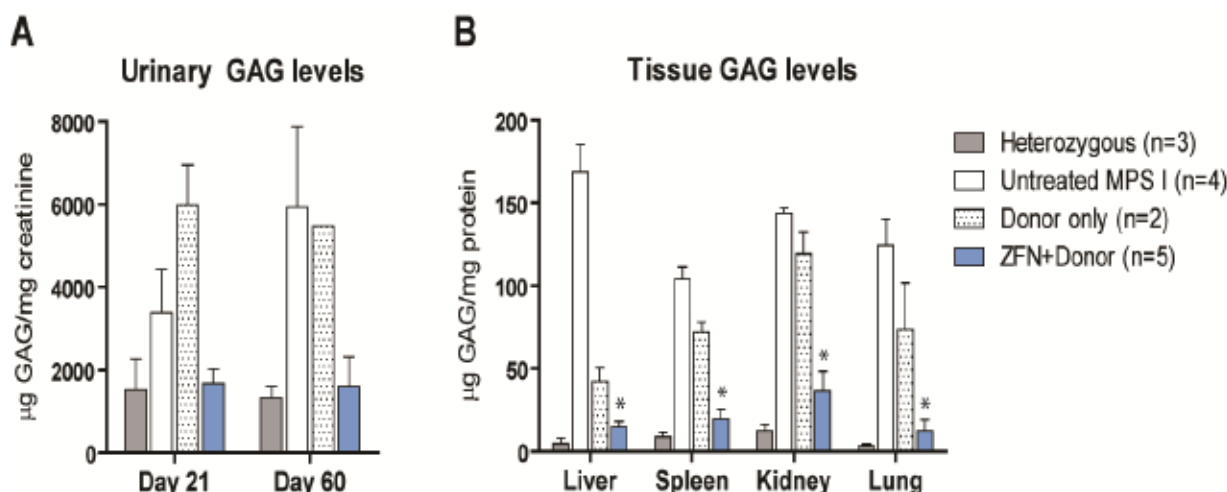 A
Urinary GAG levels
µg GAG/mg creatinine
8000
6000
4000
2000
0
Day 21 Day 60
B
Tissue GAG levels
µg GAG/mg protein
200
150
100
50
0
* * * *
Liver Spleen Kidney Lung
Heterozygous (n=3)
Untreated MPS I (n=4)
Donor only (n=2)
ZFN+Donor (n=5)